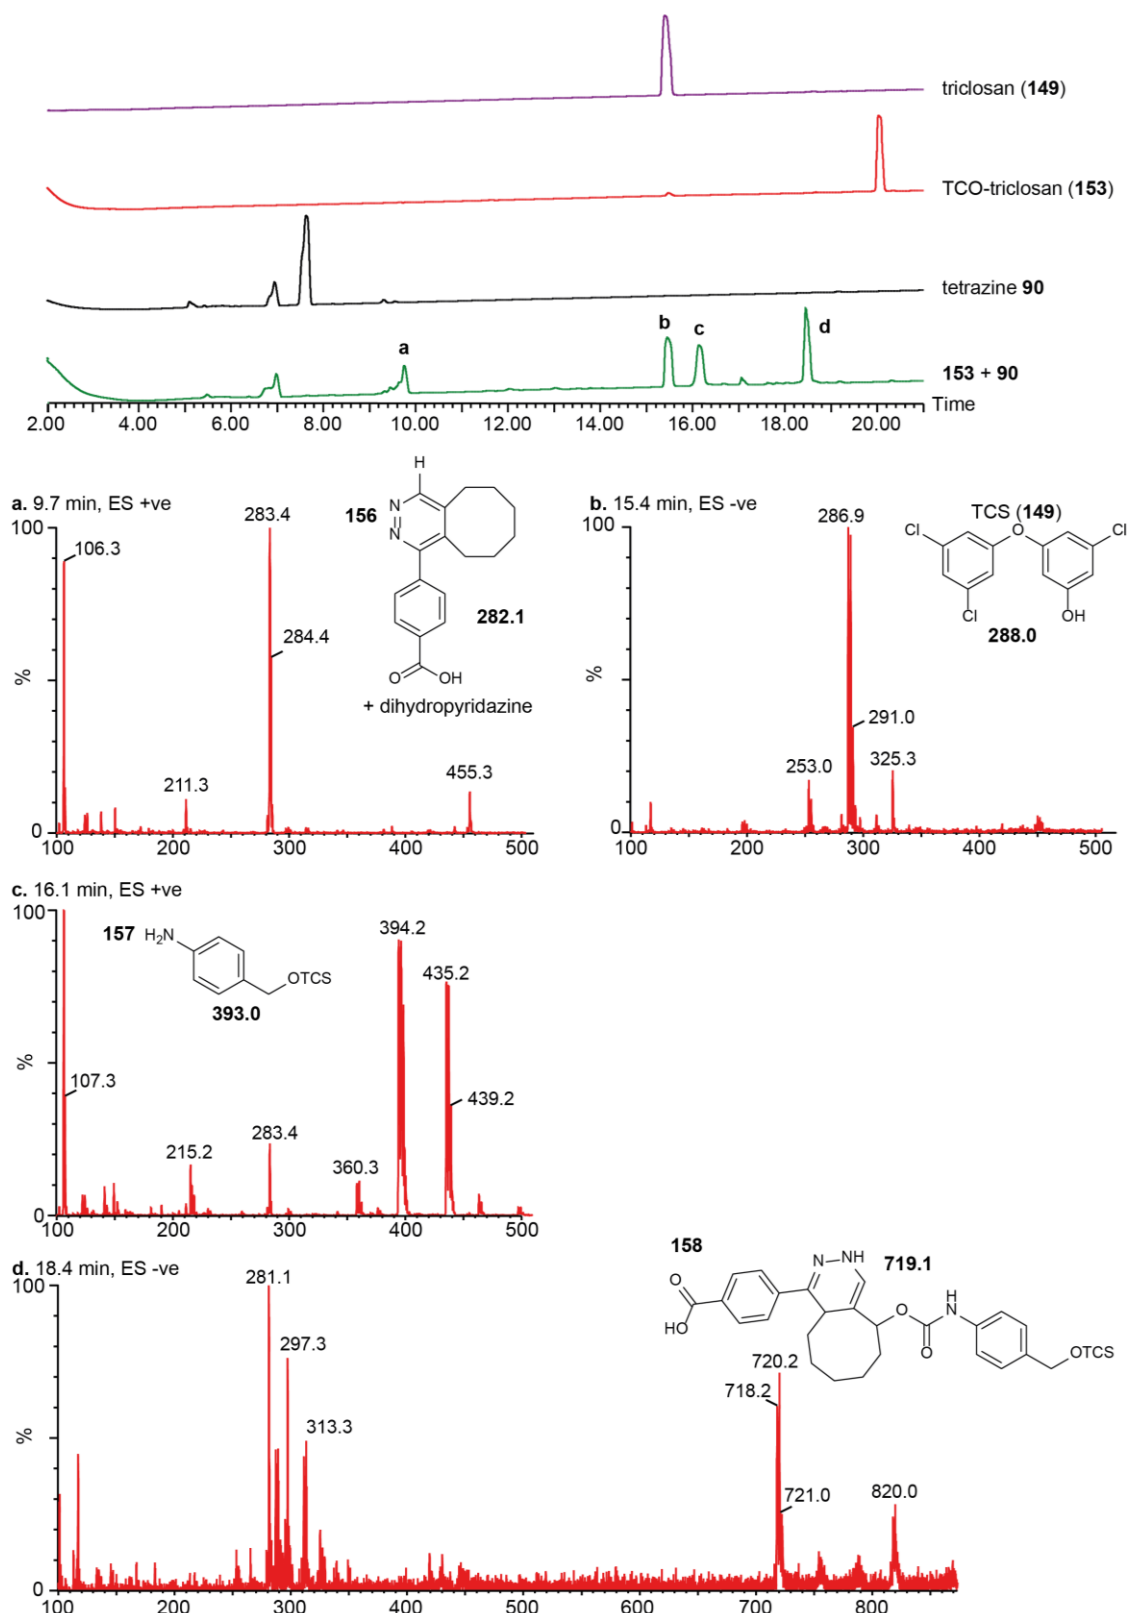 triclosan (149)
TCO-triclosan (153)
tetrazine 90
a
b
c
d
153 + 90
Time
2.00 4.00 6.00 8.00 10.00 12.00 14.00 16.00 18.00 20.00
a. 9.7 min, ES +ve
100
%
0
106.3
211.3
283.4
284.4
455.3
100 200 300 400 500
156
H
N
N
O
OH
282.1
+ dihydropyridazine
b. 15.4 min, ES -ve
100
%
0
253.0
286.9
291.0
325.3
100 200 300 400 500
TCS (149)
Cl
O
Cl
Cl
OH
288.0
c. 16.1 min, ES +ve
100
%
0
107.3
215.2
283.4
360.3
394.2
435.2
439.2
100 200 300 400 500
157
H2N
OTCS
393.0
d. 18.4 min, ES -ve
100
%
0
281.1
297.3
313.3
718.2
720.2
721.0
820.0
100 200 300 400 500 600 700 800
158
719.1
N NH
O
HO
O
O
H
N
OTCS